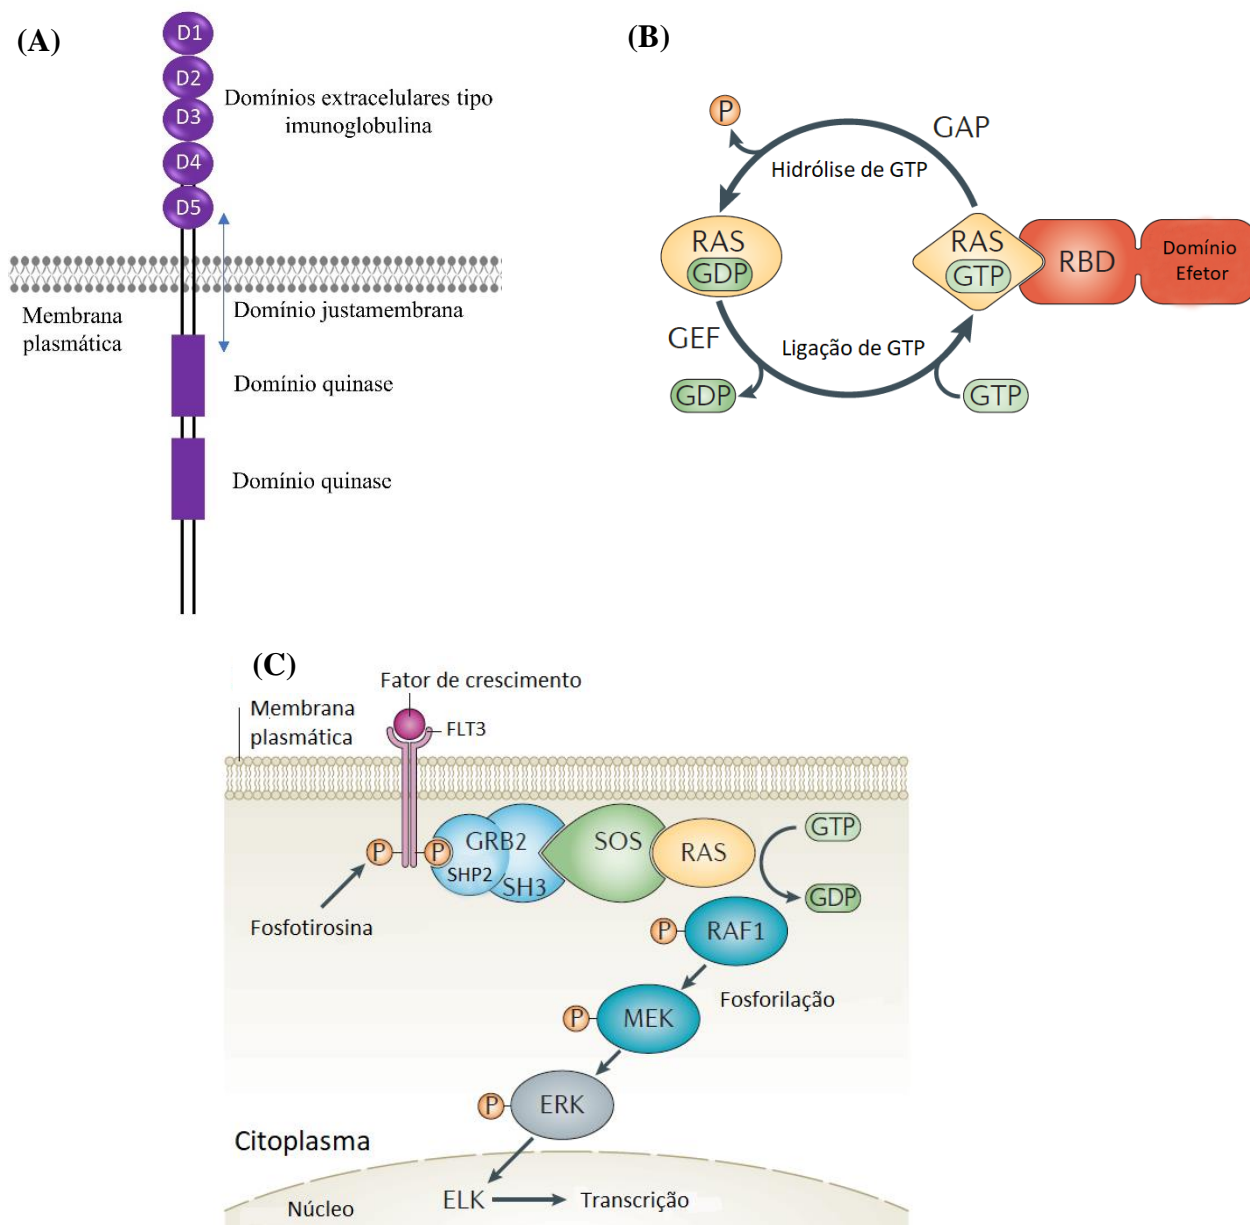 (A)
D1
D2
D3
D4
D5
Domínios extracelulares tipo
imunoglobulina
Membrana
plasmática
Domínio justamembrana
Domínio quinase
Domínio quinase
(B)
P
GAP
Hidrólise de GTP
RAS
GDP
RAS
GTP
RBD
Domínio
Efetor
GEF
Ligação de GTP
GDP
GTP
(C)
Fator de crescimento
Membrana
plasmática
FLT3
P
P
GRB2
SHP2
SH3
SOS
RAS
GTP
GDP
Fosfotirosina
P
RAF1
Fosforilação
P
MEK
P
ERK
Citoplasma
Núcleo
ELK
Transcrição